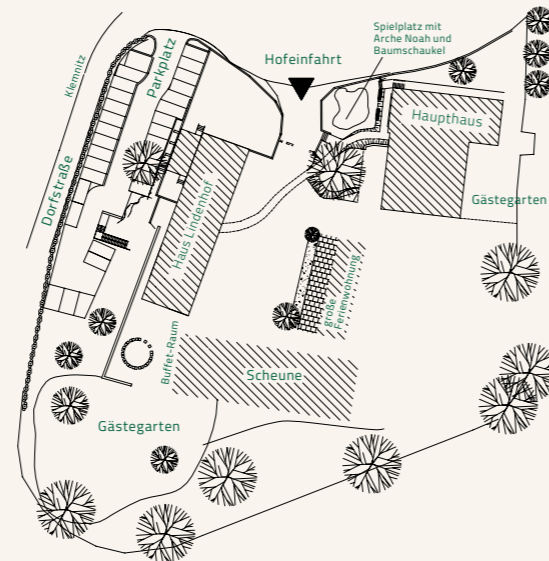 Spielplatz mit
Arche Noah und
Baumschaukel
Hofeinfahrt
Parkplatz
Klemnitz
Dorfstraße
Haupthaus
Gästegarten
Haus Lindenhof
große
Ferienwohnung
Buffet-Raum
Scheune
Gästegarten